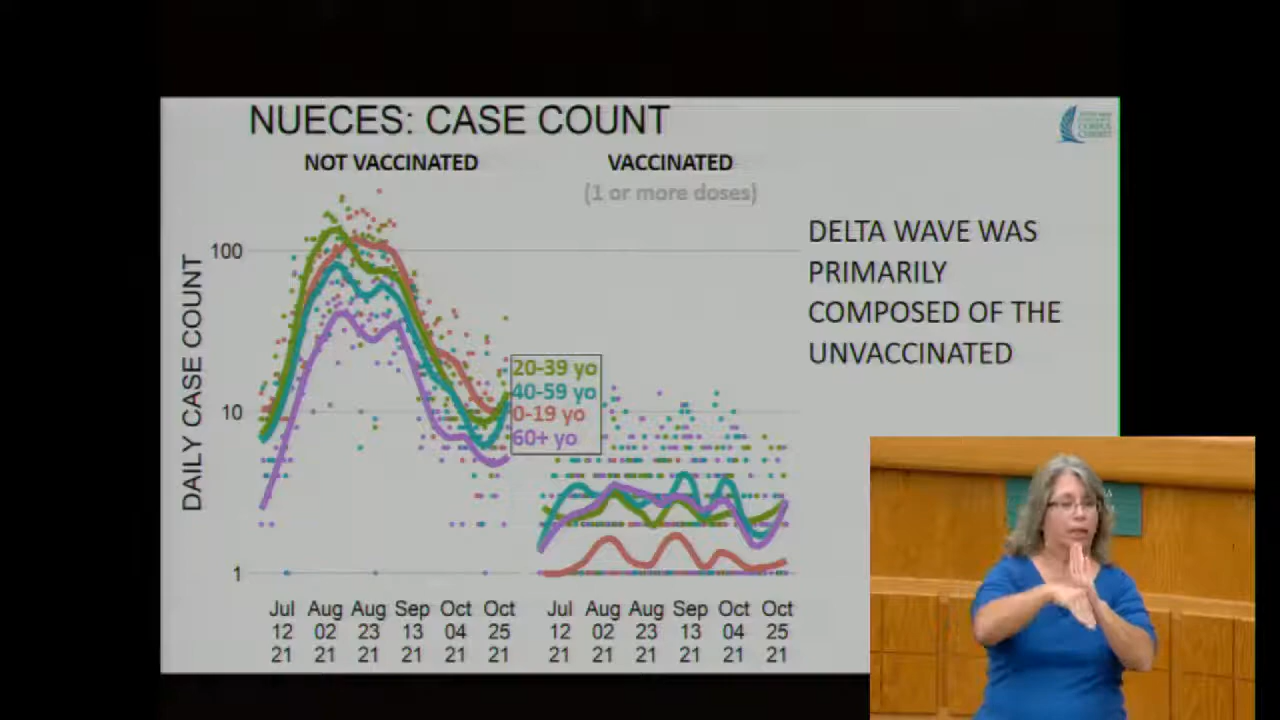 NUECES: CASE COUNT
NOT VACCINATED
VACCINATED
(1 or more doses)
DAILY CASE COUNT
100
10
1
20-39 yo
40-59 yo
0-19 yo
60+ yo
Jul Aug Aug Sep Oct Oct
12 02 23 13 04 25
21 21 21 21 21 21
Jul Aug Aug Sep Oct Oct
12 02 23 13 04 25
21 21 21 21 21 21
DELTA WAVE WAS
PRIMARILY
COMPOSED OF THE
UNVACCINATED
CORPUS
CHRISTI